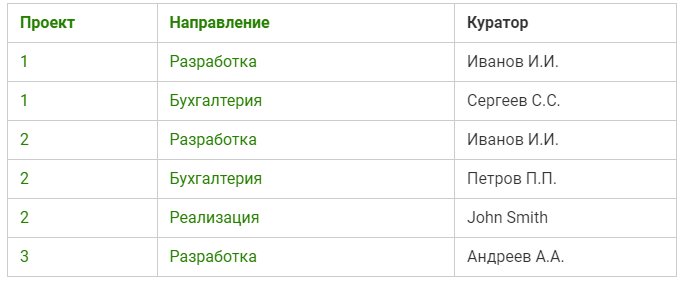 Проект Направление Куратор
1 Разработка Иванов И.И.
1 Бухгалтерия Сергеев С.С.
2 Разработка Иванов И.И.
2 Бухгалтерия Петров П.П.
2 Реализация John Smith
3 Разработка Андреев А.А.